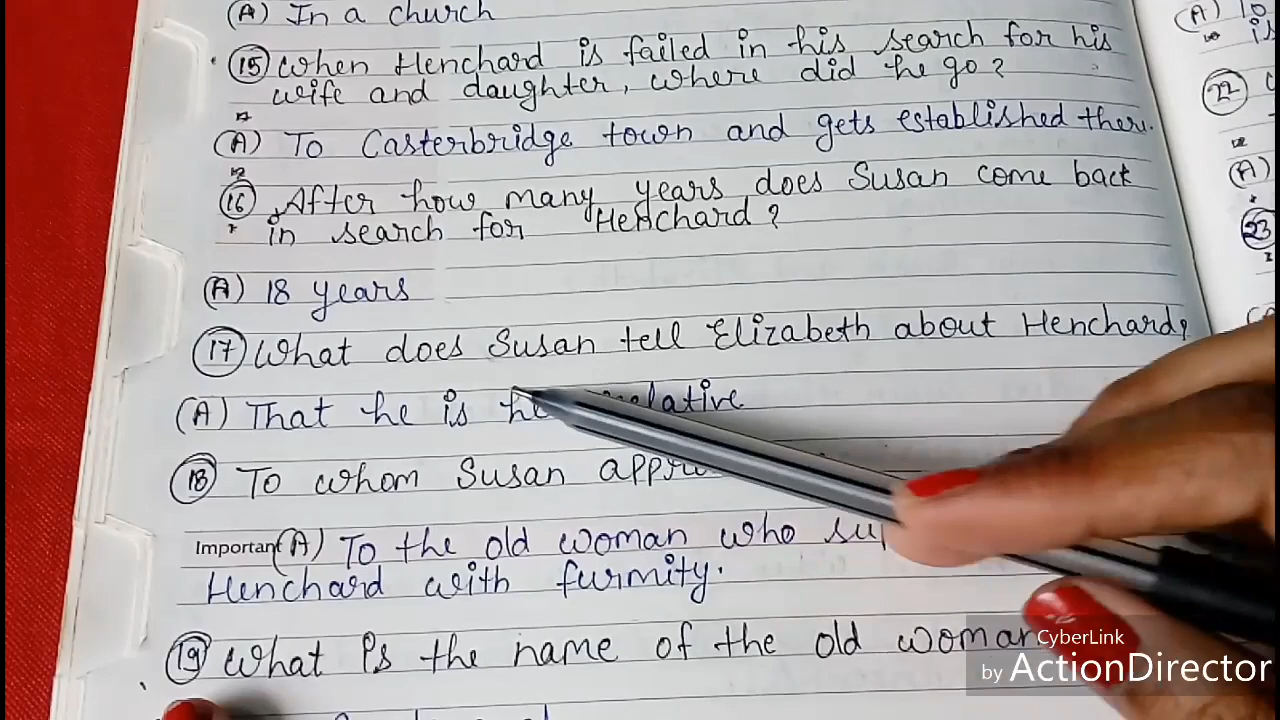 (A) In a church
(15) When Henchard is failed in his search for his
wife and daughter, where did he go?
(A) To Casterbridge town and gets established there.
(16) After how many years does Susan come back
in search for Henchard?
(A) 18 years
(17) What does Susan tell Elizabeth about Henchard?
(A) That he is relative
(18) To whom Susan
Important (A) To the old woman who
Henchard with furmity.
(19) What is the name of the old woman
(A)
is
(22)
(A)
(23)
CyberLink
by ActionDirector